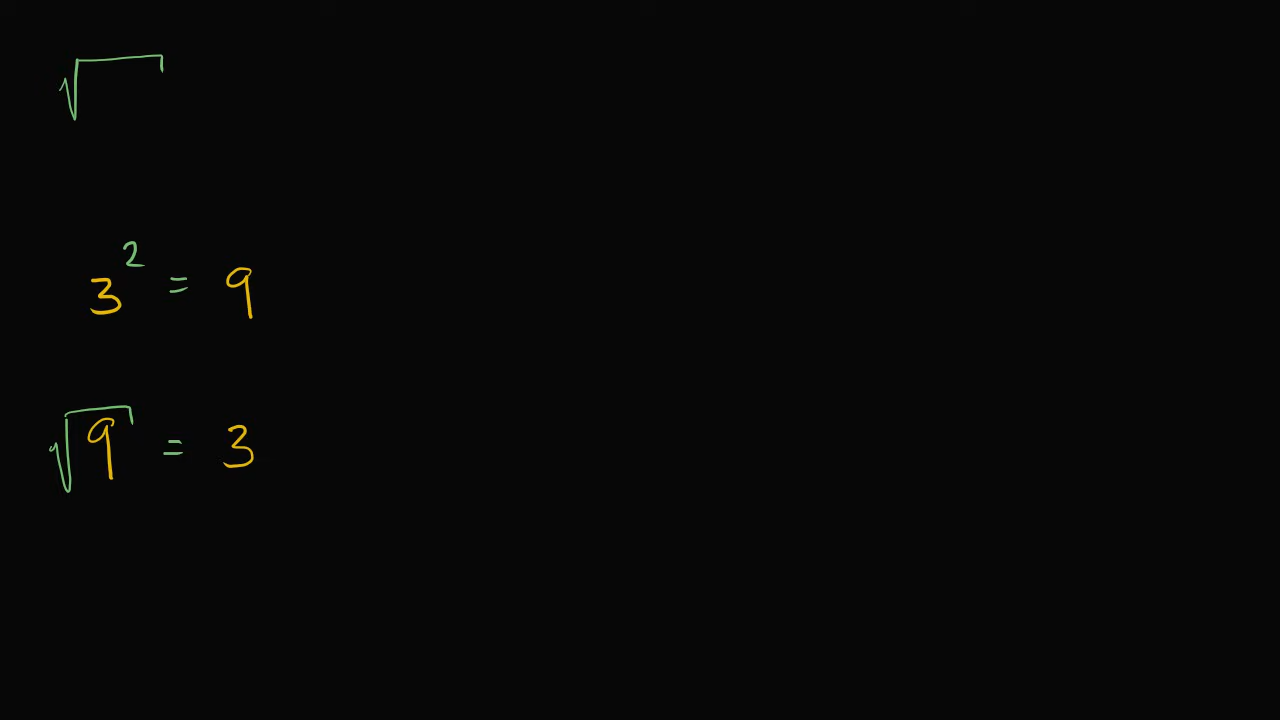 √
3² = 9
√9 = 3